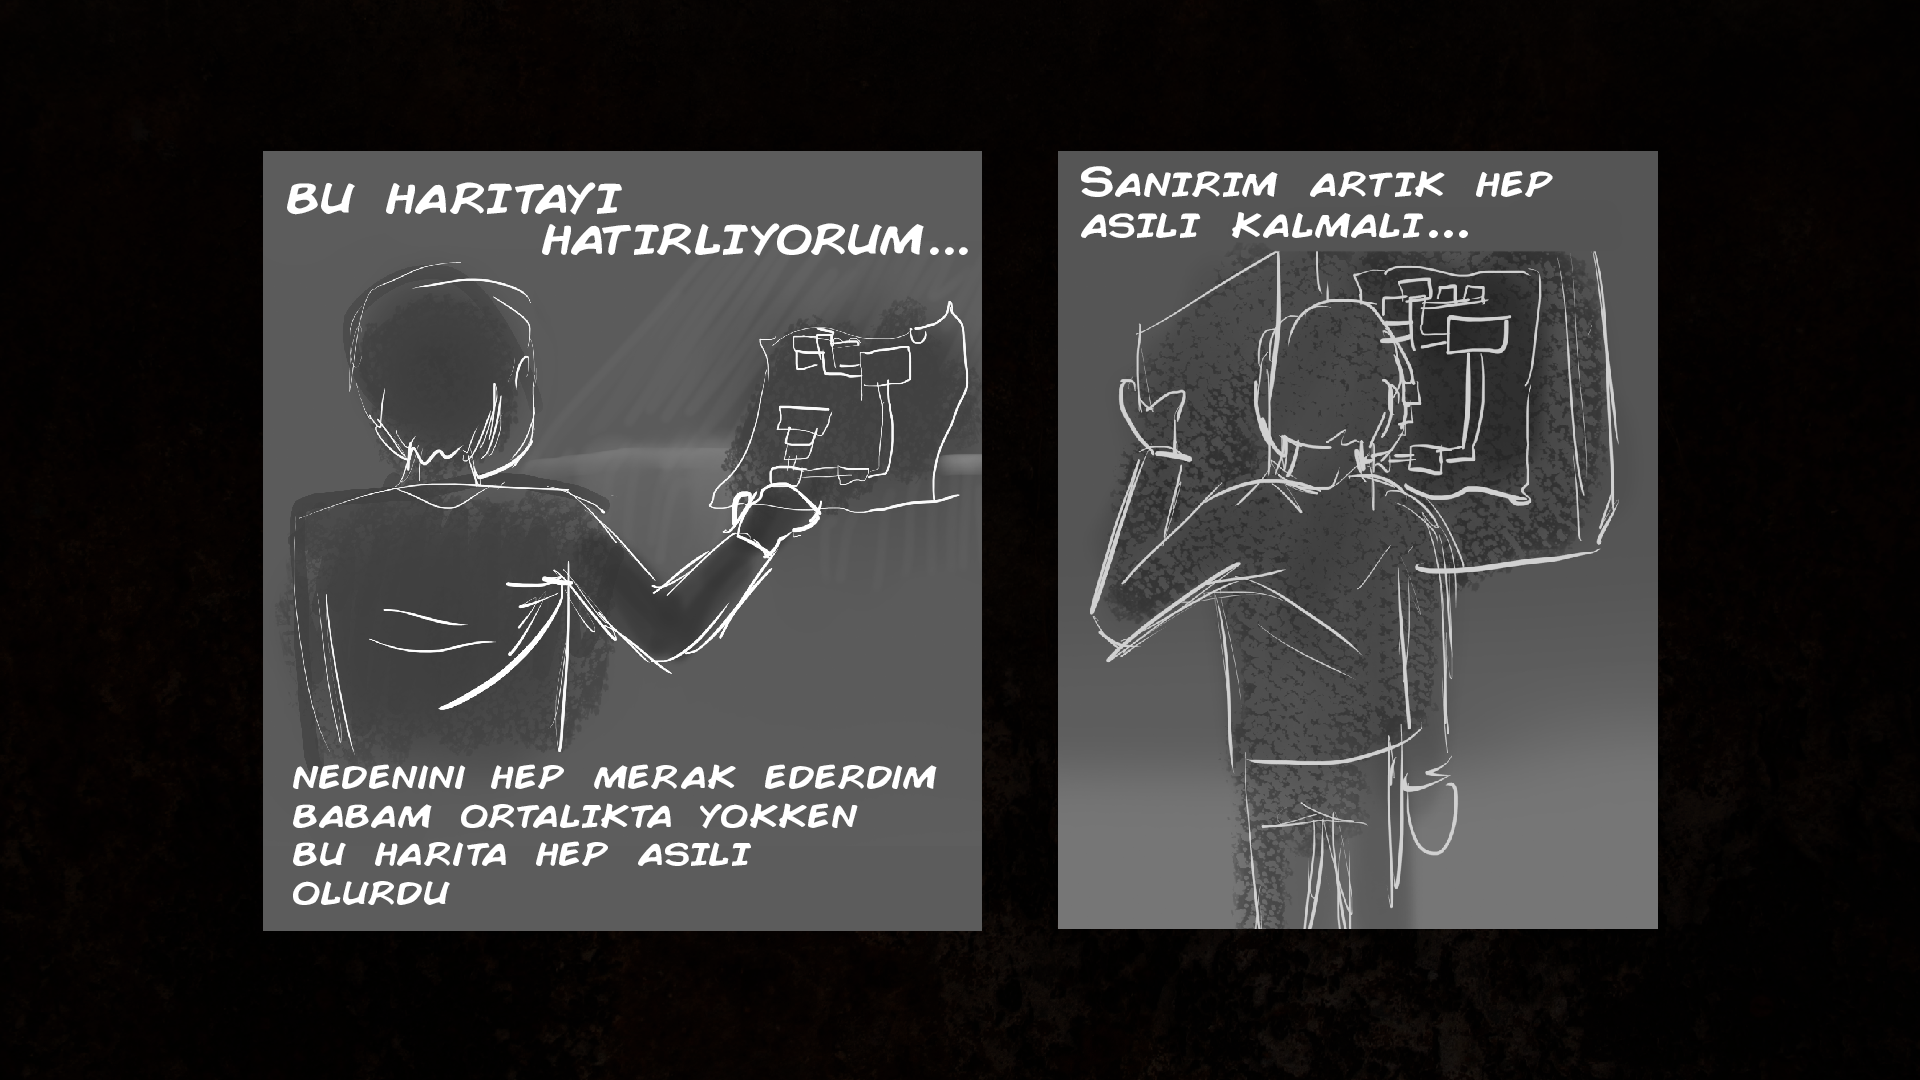 BU HARITAYI
HATIRLIYORUM...
NEDENINI HEP MERAK EDERDIM
BABAM ORTALIKTA YOKKEN
BU HARITA HEP ASILI
OLURDU
SANIRIM ARTIK HEP
ASILI KALMALI...